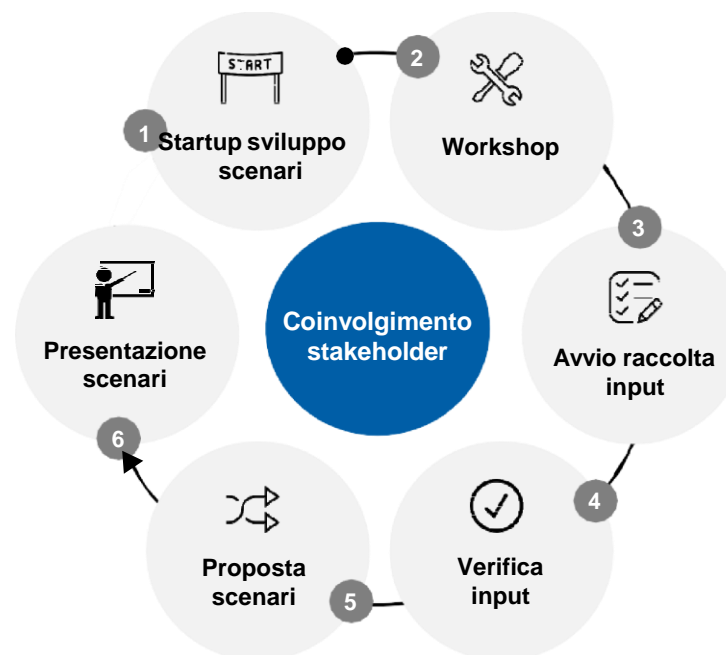 START
1
Startup sviluppo
scenari
2
Workshop
3
Avvio raccolta
input
4
Verifica
input
5
Proposta
scenari
6
Presentazione
scenari
Coinvolgimento
stakeholder